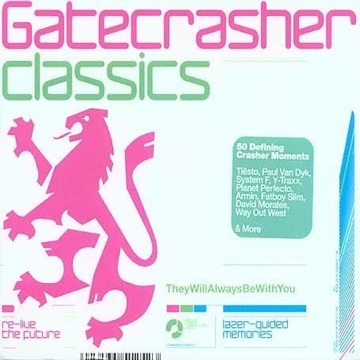 Gatecrasher
classics
50 Defining
Crasher Moments
Tiësto, Paul Van Dyk,
System F, Y-Traxx,
Planet Perfecto,
Armin, Fatboy Slim,
David Morales,
Way Out West
& More
TheyWillAlwaysBeWithYou
re-live
the future
lazer-guided
memories